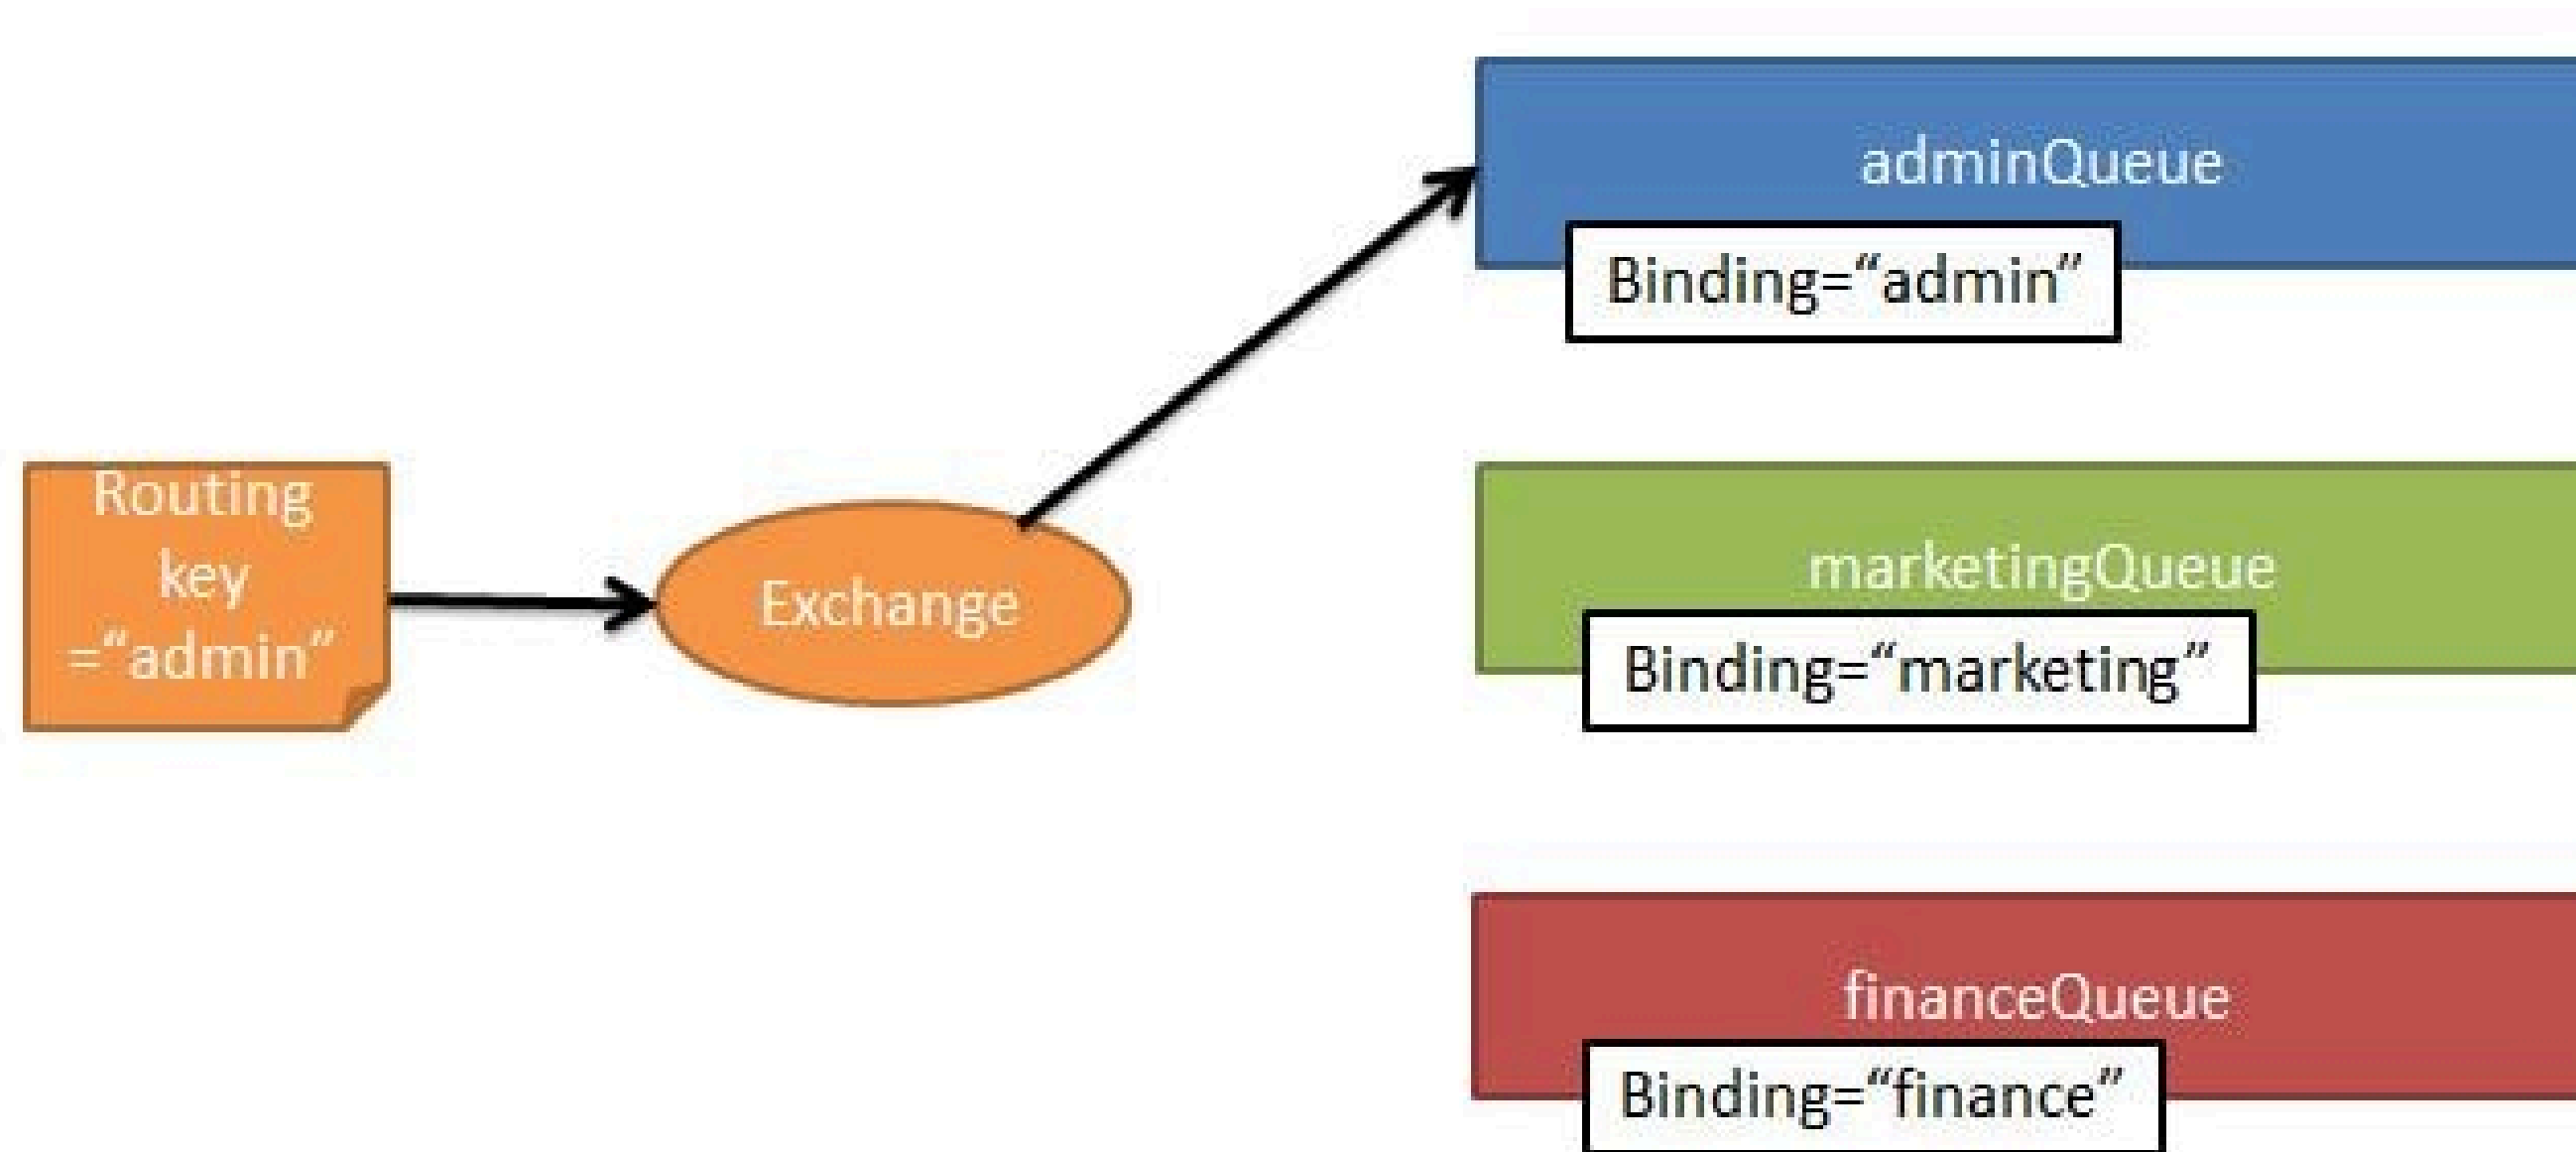 adminQueue
Binding=“admin”
Routing
key
=“admin”
Exchange
marketingQueue
Binding=“marketing”
financeQueue
Binding=“finance”